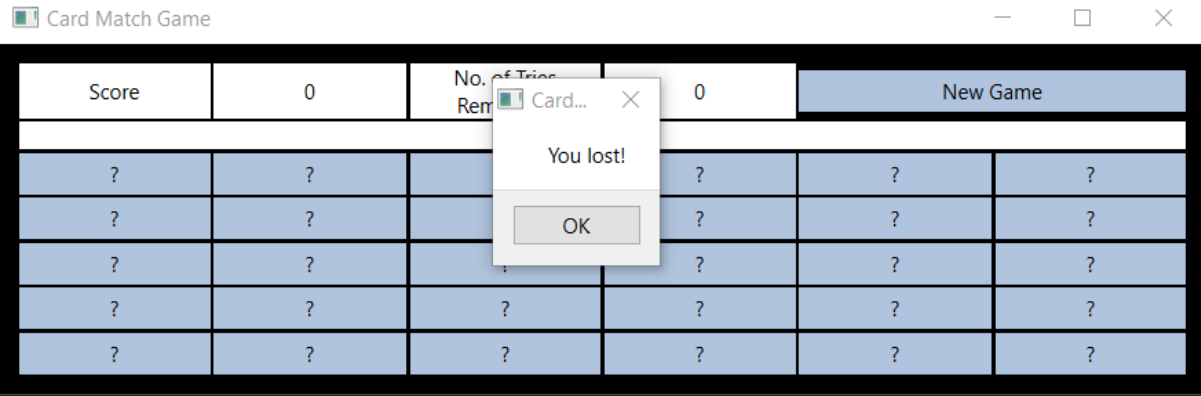 Card Match Game
Score 0 No. of Tries 0 New Game
Rem
Card...
You lost!
OK
? ? ? ? ? ?
? ? ? ? ?
? ? ? ? ? ?
? ? ? ? ? ?
? ? ? ? ? ?